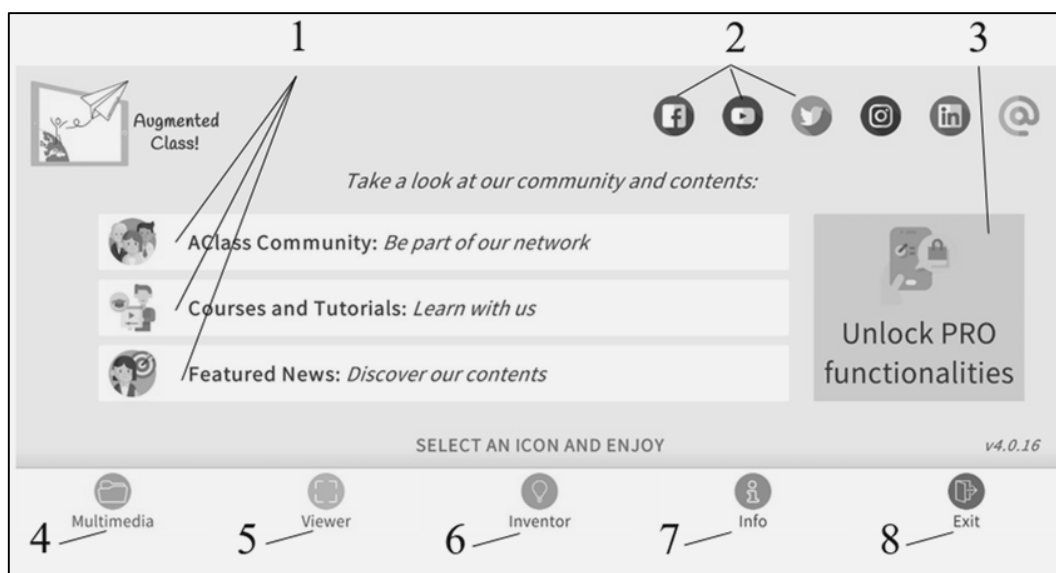 1
2
3
Augmented
Class!
Take a look at our community and contents:
AClass Community: Be part of our network
Courses and Tutorials: Learn with us
Featured News: Discover our contents
Unlock PRO
functionalities
SELECT AN ICON AND ENJOY
v4.0.16
Multimedia
Viewer
Inventor
Info
Exit
4
5
6
7
8